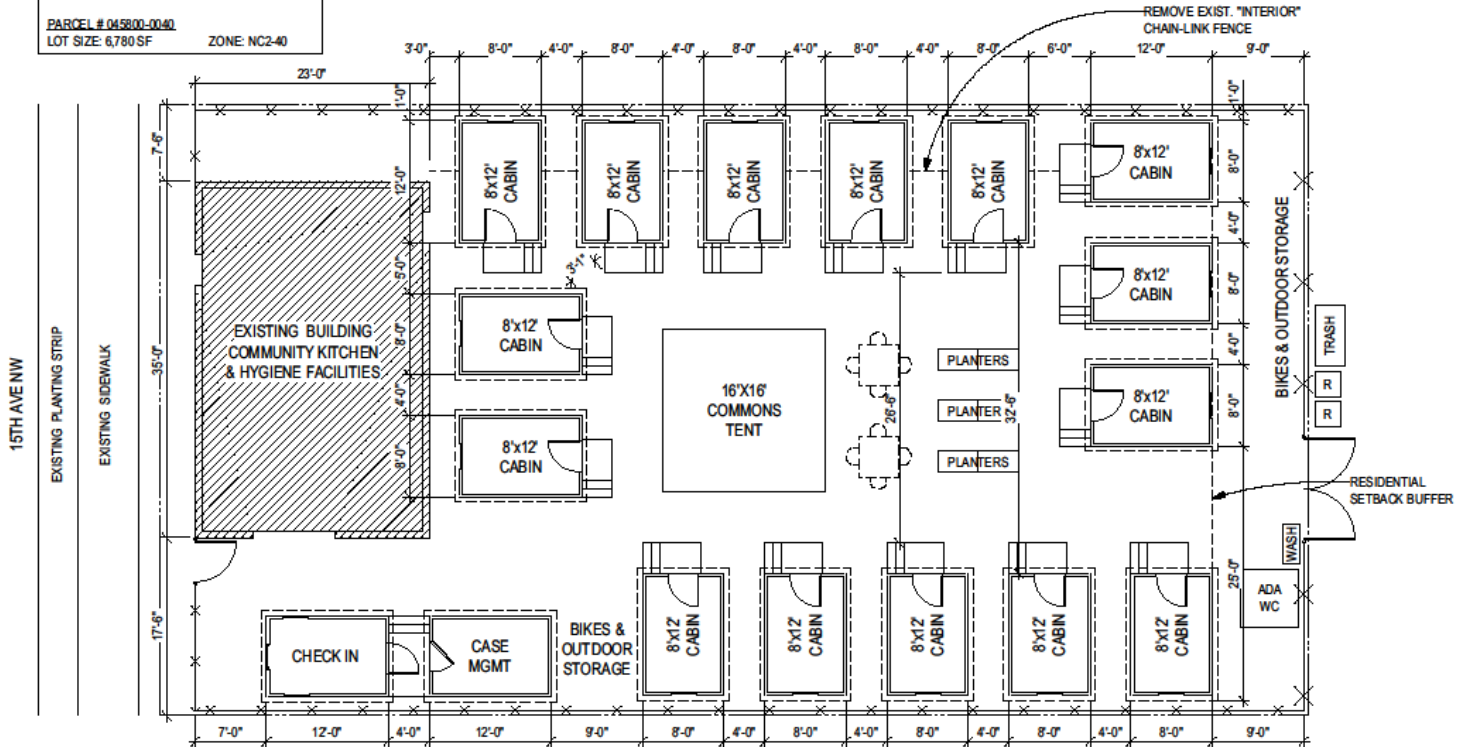 PARCEL # 045800-0040
LOT SIZE: 6,780 SF ZONE: NC2-40
REMOVE EXIST. "INTERIOR"
CHAIN-LINK FENCE
3'-0" 8'-0" 4'-0" 8'-0" 4'-0" 8'-0" 4'-0" 8'-0" 4'-0" 8'-0" 6'-0" 12'-0" 9'-0"
23'-0"
1'-0"
1'-0"
7'-6"
12'-0"
8'x12'
CABIN
8'x12'
CABIN
8'x12'
CABIN
8'x12'
CABIN
8'x12'
CABIN
8'x12'
CABIN
8'-0"
4'-0"
5'-0"
3'-1"
8'x12'
CABIN
8'-0"
BIKES & OUTDOOR STORAGE
15TH AVE NW
EXISTING PLANTING STRIP
EXISTING SIDEWALK
35'-0"
EXISTING BUILDING
COMMUNITY KITCHEN
& HYGIENE FACILITIES
8'-0"
8'x12'
CABIN
4'-0"
16'X16'
COMMONS
TENT
26'-6"
PLANTERS
PLANTER
PLANTERS
32'-6"
4'-0"
8'x12'
CABIN
8'-0"
TRASH
R
R
8'-0"
8'x12'
CABIN
RESIDENTIAL
SETBACK BUFFER
WASH
25'-0"
ADA
WC
17'-6"
CHECK IN
CASE
MGMT
BIKES &
OUTDOOR
STORAGE
8'x12'
CABIN
8'x12'
CABIN
8'x12'
CABIN
8'x12'
CABIN
8'x12'
CABIN
7'-0" 12'-0" 4'-0" 12'-0" 9'-0" 8'-0" 4'-0" 8'-0" 4'-0" 8'-0" 4'-0" 8'-0" 4'-0" 8'-0" 9'-0"